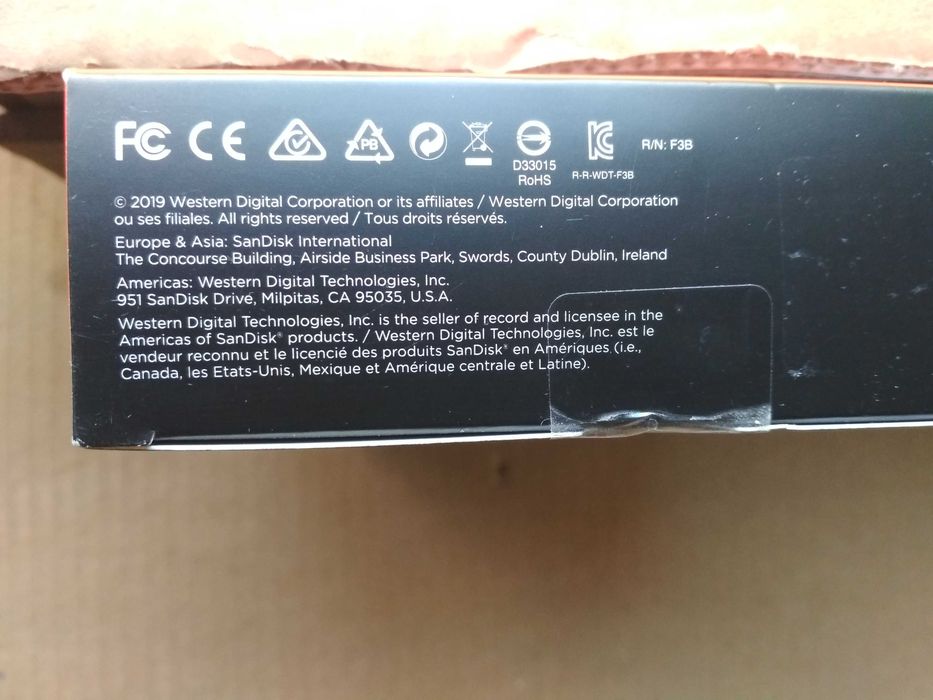 FC CE PB D33015 RoHS R-R-WDT-F3B R/N: F3B
© 2019 Western Digital Corporation or its affiliates / Western Digital Corporation
ou ses filiales. All rights reserved / Tous droits réservés.
Europe & Asia: SanDisk International
The Concourse Building, Airside Business Park, Swords, County Dublin, Ireland
Americas: Western Digital Technologies, Inc.
951 SanDisk Drive, Milpitas, CA 95035, U.S.A.
Western Digital Technologies, Inc. is the seller of record and licensee in the
Americas of SanDisk® products. / Western Digital Technologies, Inc. est le
vendeur reconnu et le licencié des produits SanDisk® en Amériques (i.e.,
Canada, les Etats-Unis, Mexique et Amérique centrale et Latine).